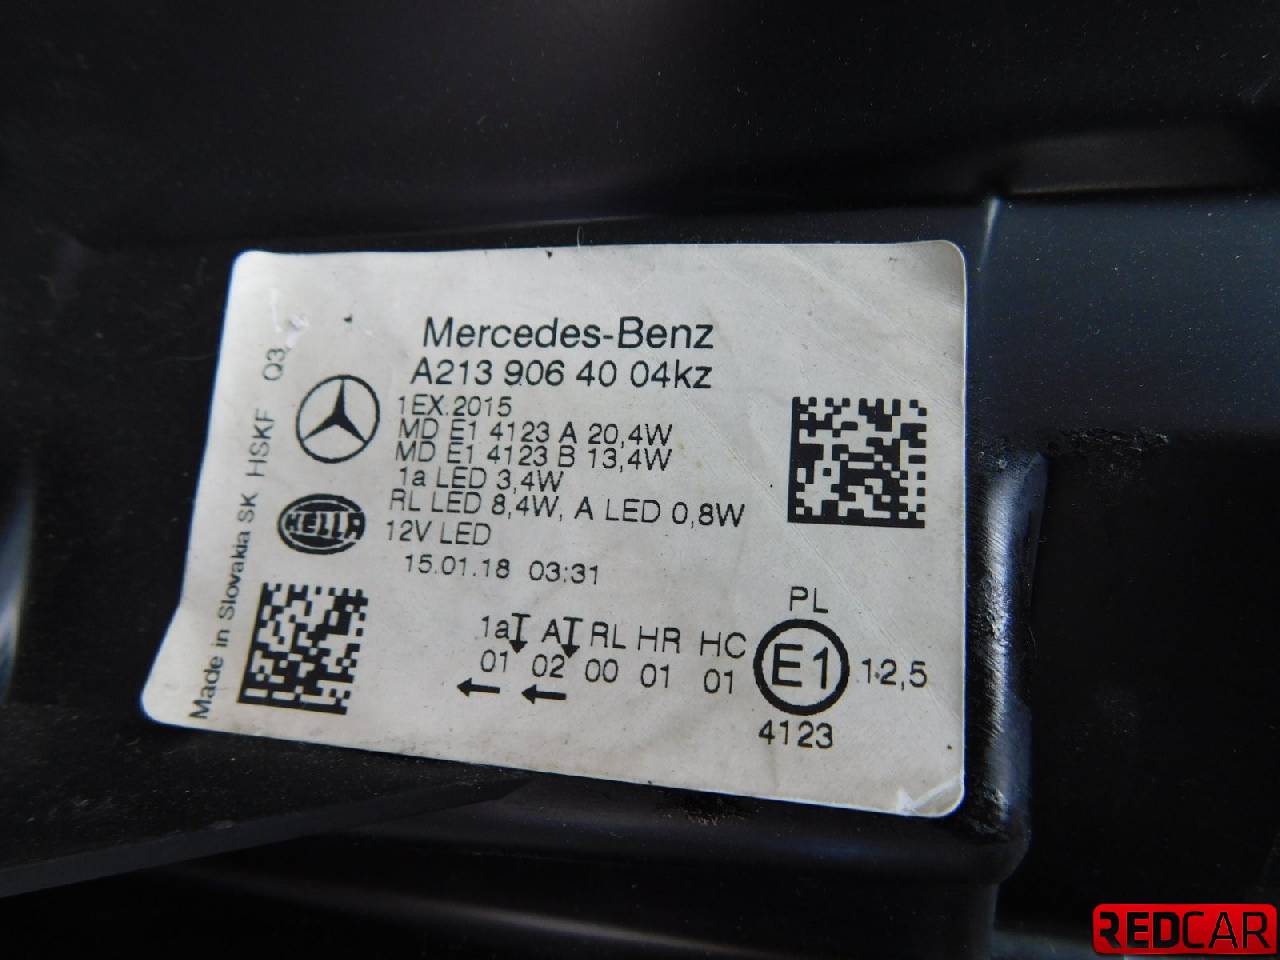 Mercedes-Benz
A213 906 40 04kz
1EX.2015
MD E1 4123 A 20,4W
MD E1 4123 B 13,4W
1a LED 3,4W
RL LED 8,4W, A LED 0,8W
12V LED
15.01.18 03:31
Made in Slovakia SK HSKF Q3
HELLA
1a A RL HR HC
01 02 00 01 01
PL
E1
12,5
4123
REDCAR